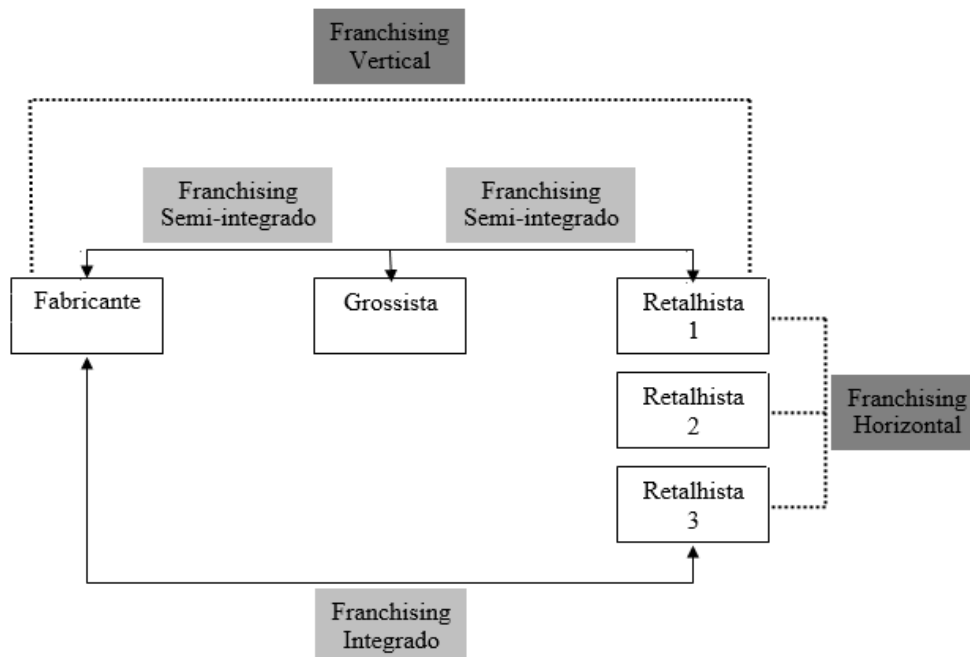 Franchising
Vertical
Franchising
Semi-integrado
Franchising
Semi-integrado
Fabricante
Grossista
Retalhista
1
Retalhista
2
Franchising
Horizontal
Retalhista
3
Franchising
Integrado